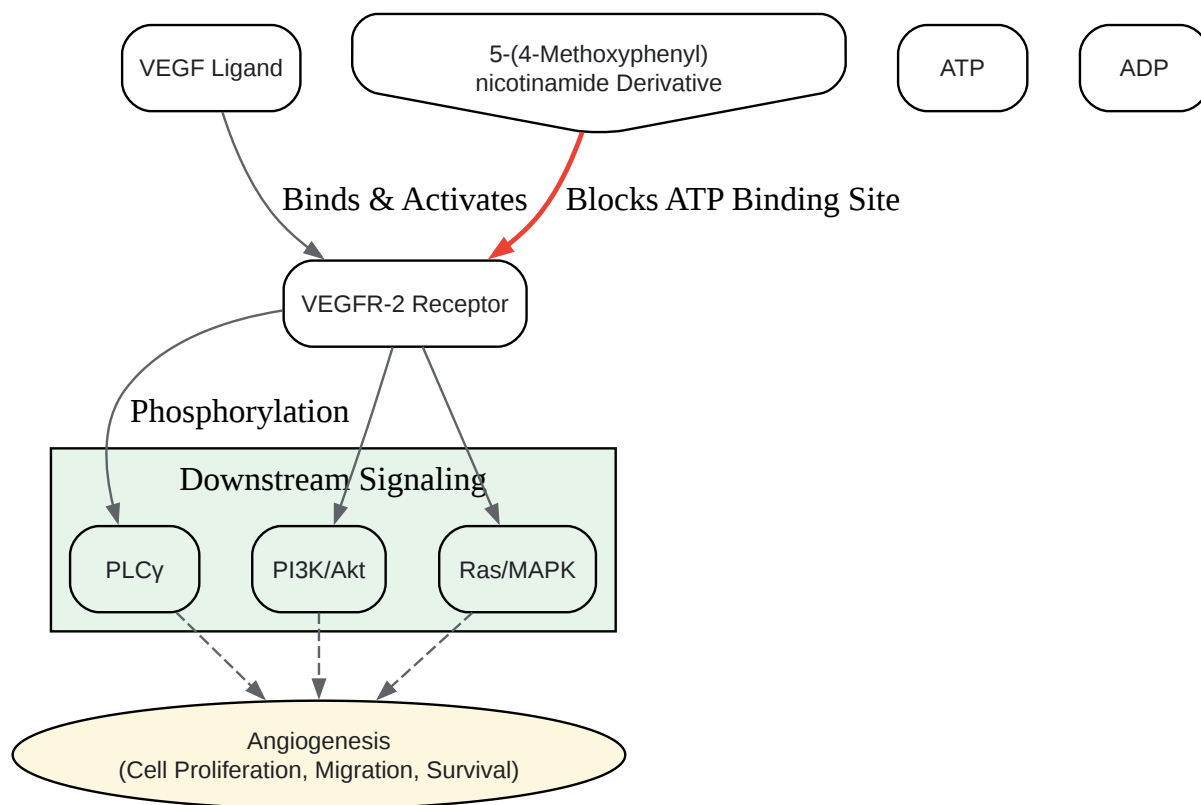 VEGF Ligand
5-(4-Methoxyphenyl)
nicotinamide Derivative
ATP
ADP
Binds & Activates
Blocks ATP Binding Site
VEGFR-2 Receptor
Phosphorylation
Downstream Signaling
PLCγ
PI3K/Akt
Ras/MAPK
Angiogenesis
(Cell Proliferation, Migration, Survival)